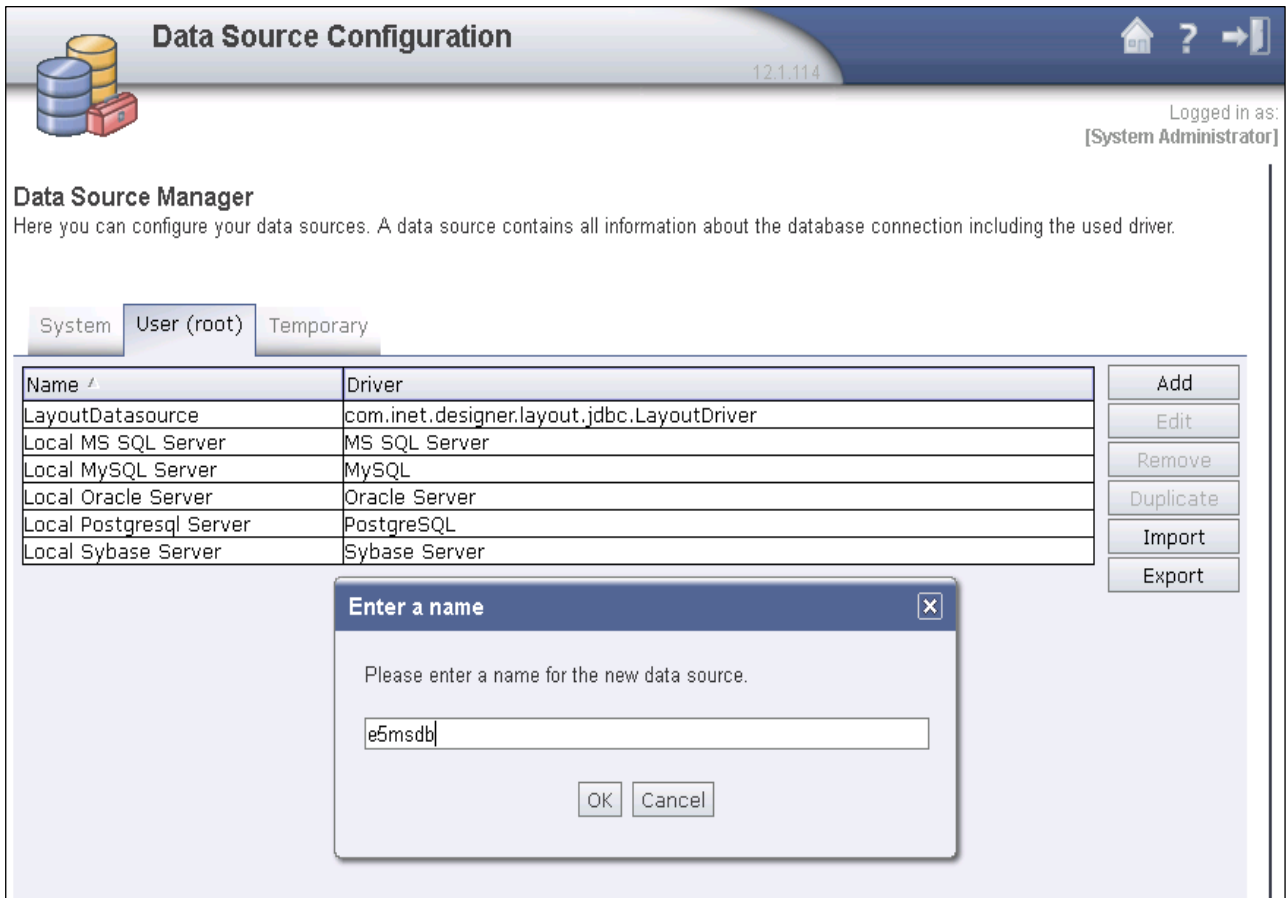 Data Source Configuration
?
12.1.114
Logged in as:
[System Administrator]
Data Source Manager
Here you can configure your data sources. A data source contains all information about the database connection including the used driver.
System User (root) Temporary
Name Driver Add
LayoutDatasource com.inet.designer.layout.jdbc.LayoutDriver Edit
Local MS SQL Server MS SQL Server
Local MySQL Server MySQL Remove
Local Oracle Server Oracle Server Duplicate
Local Postgresql Server PostgreSQL Import
Local Sybase Server Sybase Server
Export
Enter a name
Please enter a name for the new data source.
e5msdb
OK Cancel